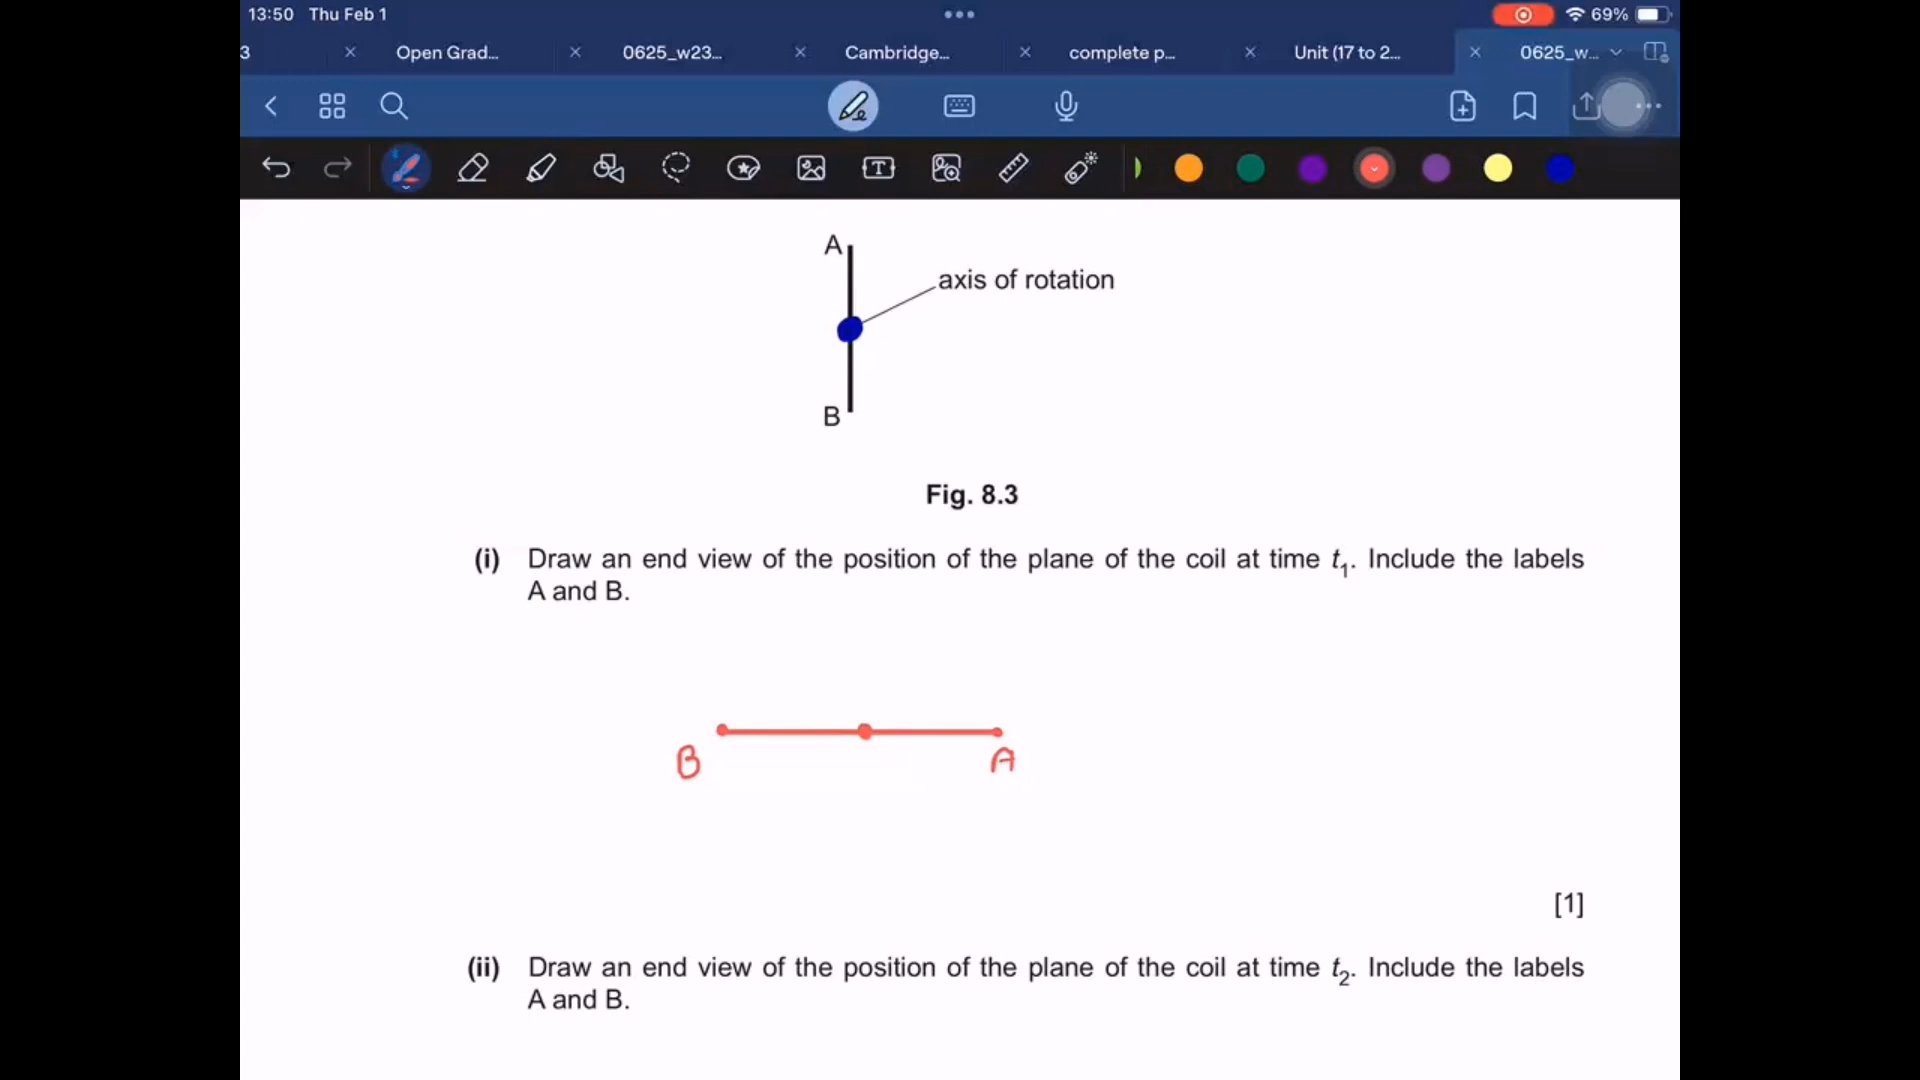 13:50 Thu Feb 1
69%
3
Open Grad...
0625_w23...
Cambridge...
complete p...
Unit (17 to 2...
0625_w...
A
axis of rotation
B
Fig. 8.3
(i) Draw an end view of the position of the plane of the coil at time t₁. Include the labels
A and B.
B A
[1]
(ii) Draw an end view of the position of the plane of the coil at time t₂. Include the labels
A and B.